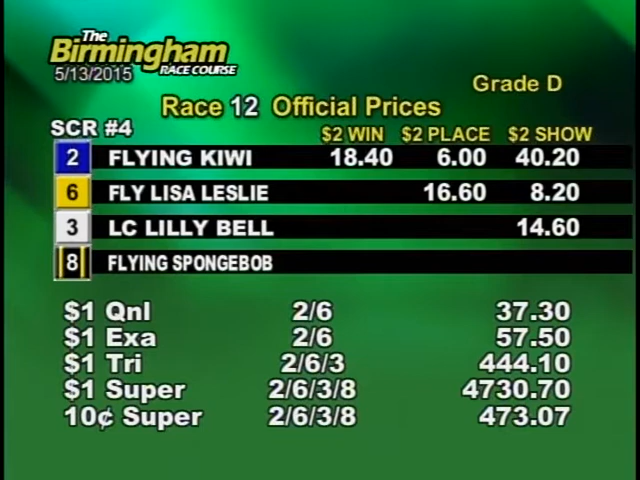 The
Birmingham
RACE COURSE
5/13/2015
Grade D
Race 12 Official Prices
SCR #4
$2 WIN $2 PLACE $2 SHOW
2 FLYING KIWI 18.40 6.00 40.20
6 FLY LISA LESLIE 16.60 8.20
3 LC LILLY BELL 14.60
8 FLYING SPONGEBOB
$1 Qnl 2/6 37.30
$1 Exa 2/6 57.50
$1 Tri 2/6/3 444.10
$1 Super 2/6/3/8 4730.70
10¢ Super 2/6/3/8 473.07